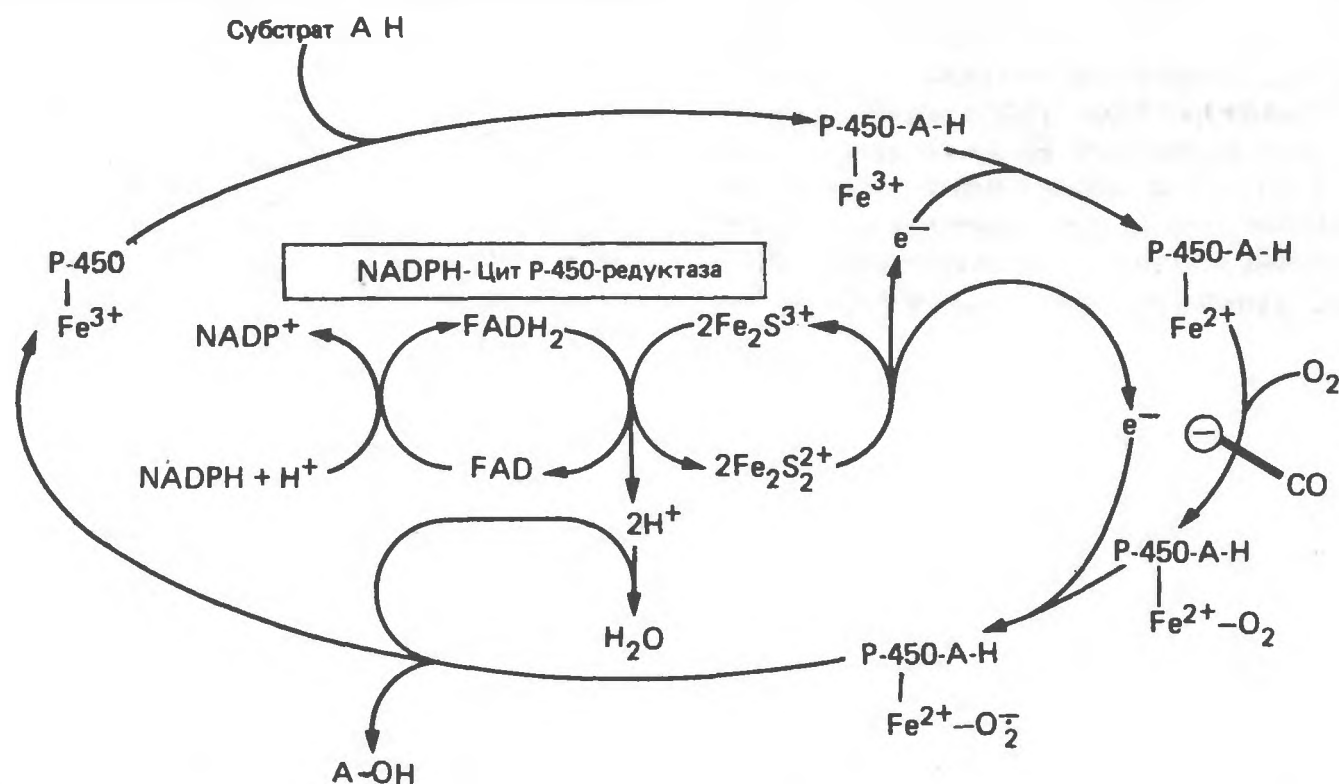 Субстрат A H
P-450-A-H
Fe³⁺
e⁻
P-450-A-H
Fe²⁺
P-450
Fe³⁺
NADPH- Цит P-450-редуктаза
NADP⁺
FADH₂
2Fe₂S³⁺
O₂
e⁻
−
CO
NADPH + H⁺
FAD
2Fe₂S₂²⁺
2H⁺
P-450-A-H
Fe²⁺–O₂
H₂O
P-450-A-H
Fe²⁺–O₂⁻̇
A–OH